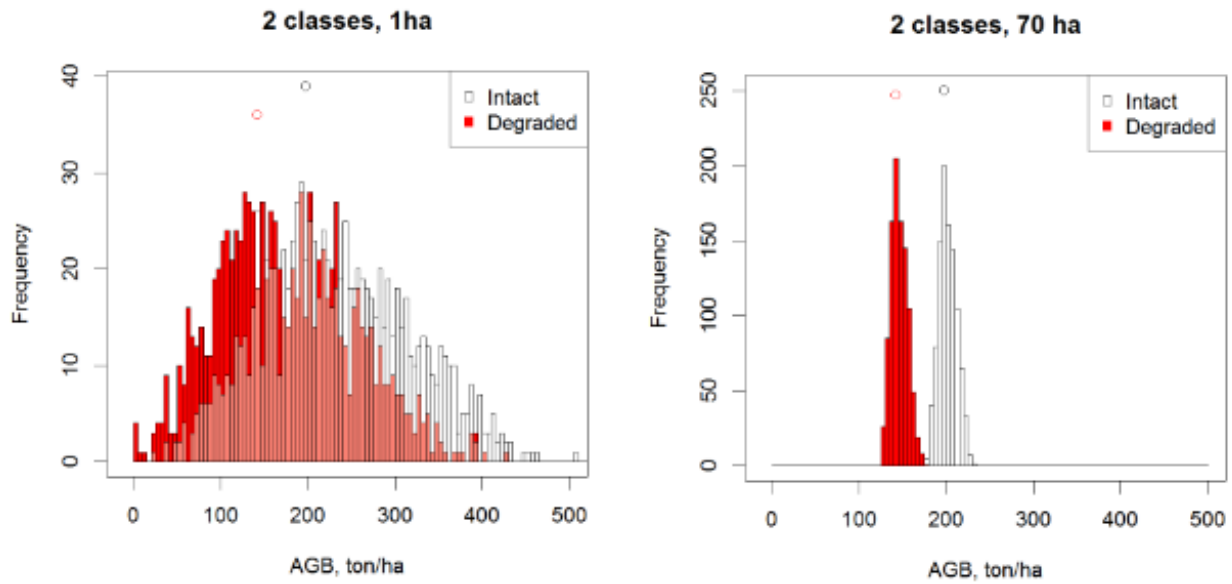 2 classes, 1ha
40
30
20
10
0
Frequency
Intact
Degraded
0 100 200 300 400 500
AGB, ton/ha
2 classes, 70 ha
250
200
150
100
50
0
Frequency
Intact
Degraded
0 100 200 300 400 500
AGB, ton/ha